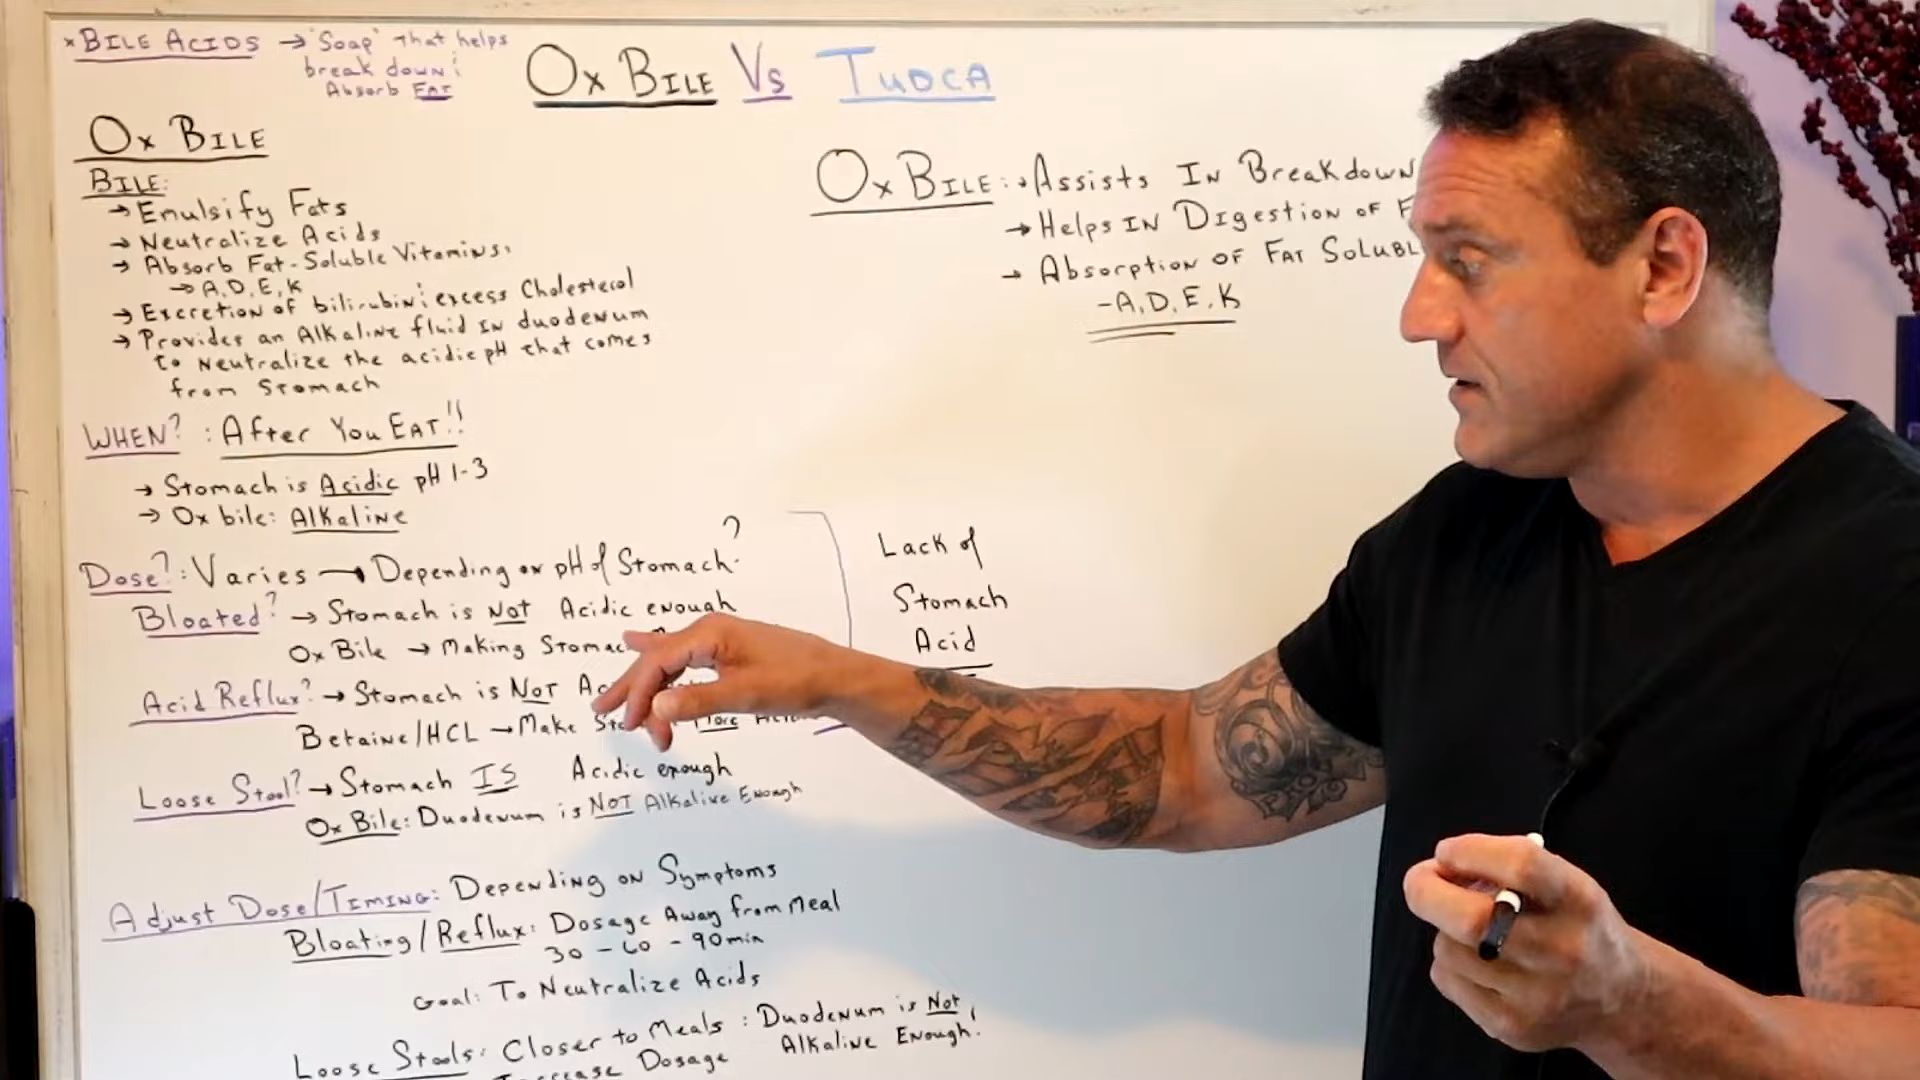 × BILE ACIDS → "Soap" that helps
break down &
Absorb FAT
OX BILE VS TUDCA
OX BILE
BILE:
→ Emulsify Fats
→ Neutralize Acids
→ Absorb Fat-Soluble Vitamins:
→ A, D, E, K
→ Excretion of bilirubin & excess Cholesterol
→ Provides an Alkaline fluid in duodenum
to neutralize the acidic pH that comes
from Stomach
WHEN? : After You EAT!!
→ Stomach is Acidic pH 1-3
→ Ox bile: Alkaline
Dose?: Varies → Depending on pH of Stomach?
Bloated? → Stomach is Not Acidic enough
Ox Bile → Making
Acid Reflux? → Stomach is Not
Betaine/HCL → Make More
Loose Stool? → Stomach IS Acidic enough
Ox Bile: Duodenum is NOT Alkaline Enough
Adjust Dose/Timing: Depending on Symptoms
Bloating/Reflux: Dosage Away from Meal
30 - 60 - 90 min
Goal: To Neutralize Acids
Loose Stools: Closer to Meals : Duodenum is Not
Dosage Alkaline Enough!
OX BILE: → Assists In Breakdown
→ Helps In Digestion of
→ Absorption of Fat
- A, D, E, K
Lack of
Stomach
Acid